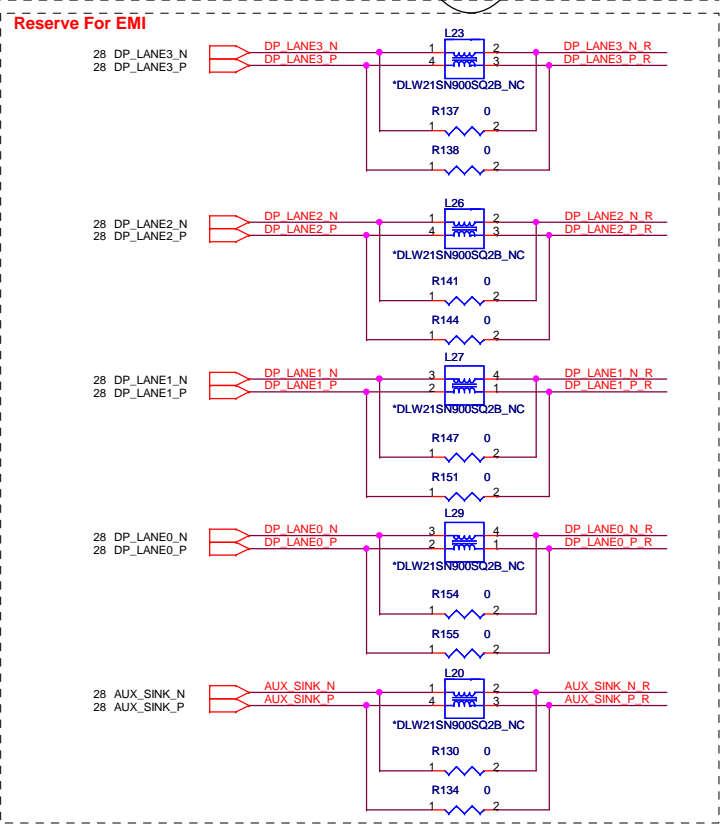 Reserve For EMI
L23
28 DP_LANE3_N DP_LANE3_N 1 2 DP_LANE3_N_R
28 DP_LANE3_P DP_LANE3_P 4 3 DP_LANE3_P_R
*DLW21SN900SQ2B_NC
R137 0
1 2
R138 0
1 2
L26
28 DP_LANE2_N DP_LANE2_N 1 2 DP_LANE2_N_R
28 DP_LANE2_P DP_LANE2_P 4 3 DP_LANE2_P_R
*DLW21SN900SQ2B_NC
R141 0
1 2
R144 0
1 2
L27
28 DP_LANE1_N DP_LANE1_N 3 4 DP_LANE1_N_R
28 DP_LANE1_P DP_LANE1_P 2 1 DP_LANE1_P_R
*DLW21SN900SQ2B_NC
R147 0
1 2
R151 0
1 2
L29
28 DP_LANE0_N DP_LANE0_N 3 4 DP_LANE0_N_R
28 DP_LANE0_P DP_LANE0_P 2 1 DP_LANE0_P_R
*DLW21SN900SQ2B_NC
R154 0
1 2
R155 0
1 2
L20
28 AUX_SINK_N AUX_SINK_N 1 2 AUX_SINK_N_R
28 AUX_SINK_P AUX_SINK_P 4 3 AUX_SINK_P_R
*DLW21SN900SQ2B_NC
R130 0
1 2
R134 0
1 2